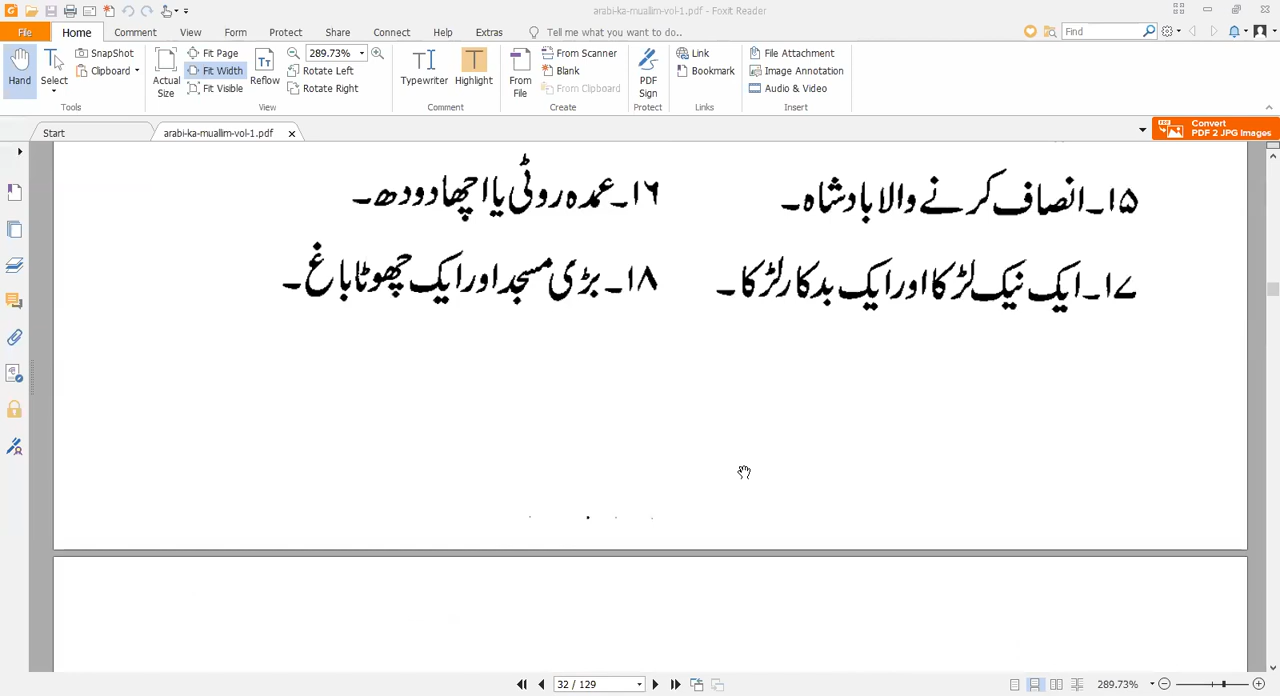 arabi-ka-muallim-vol-1.pdf - Foxit Reader
File Home Comment View Form Protect Share Connect Help Extras Tell me what you want to do.. Find
Hand Select SnapShot Clipboard Actual Size Fit Page Fit Width Fit Visible Reflow 289.73% Rotate Left Rotate Right Typewriter Highlight From File From Scanner Blank From Clipboard PDF Sign Link Bookmark File Attachment Image Annotation Audio & Video
Tools View Comment Create Protect Links Insert
Start arabi-ka-muallim-vol-1.pdf Convert PDF 2 JPG Images
۱۵۔ انصاف کرنے والا بادشاہ۔ ۱۶۔ عمدہ روٹی یا اچھا دودھ۔
۱۷۔ ایک نیک لڑکا اور ایک بدکار لڑکا۔ ۱۸۔ بڑی مسجد اور ایک چھوٹا باغ۔
32 / 129 289.73%